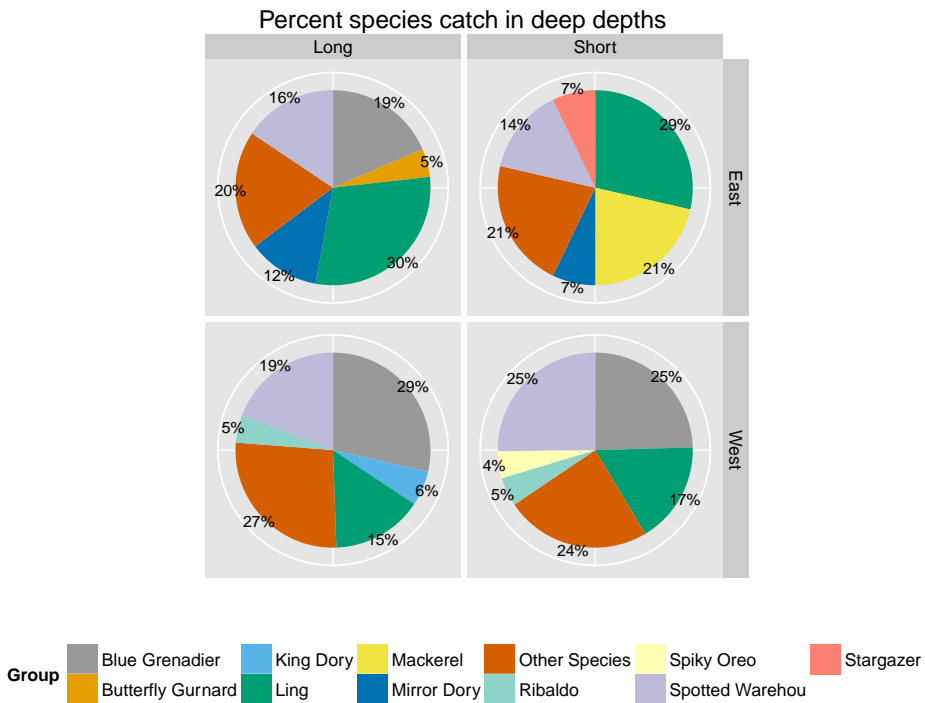 Percent species catch in deep depths
Long
Short
16%
19%
5%
20%
12%
30%
7%
29%
14%
21%
7%
21%
East
19%
29%
5%
6%
27%
15%
25%
25%
4%
5%
17%
24%
West
Group
Blue Grenadier
King Dory
Mackerel
Other Species
Spiky Oreo
Stargazer
Butterfly Gurnard
Ling
Mirror Dory
Ribaldo
Spotted Warehou